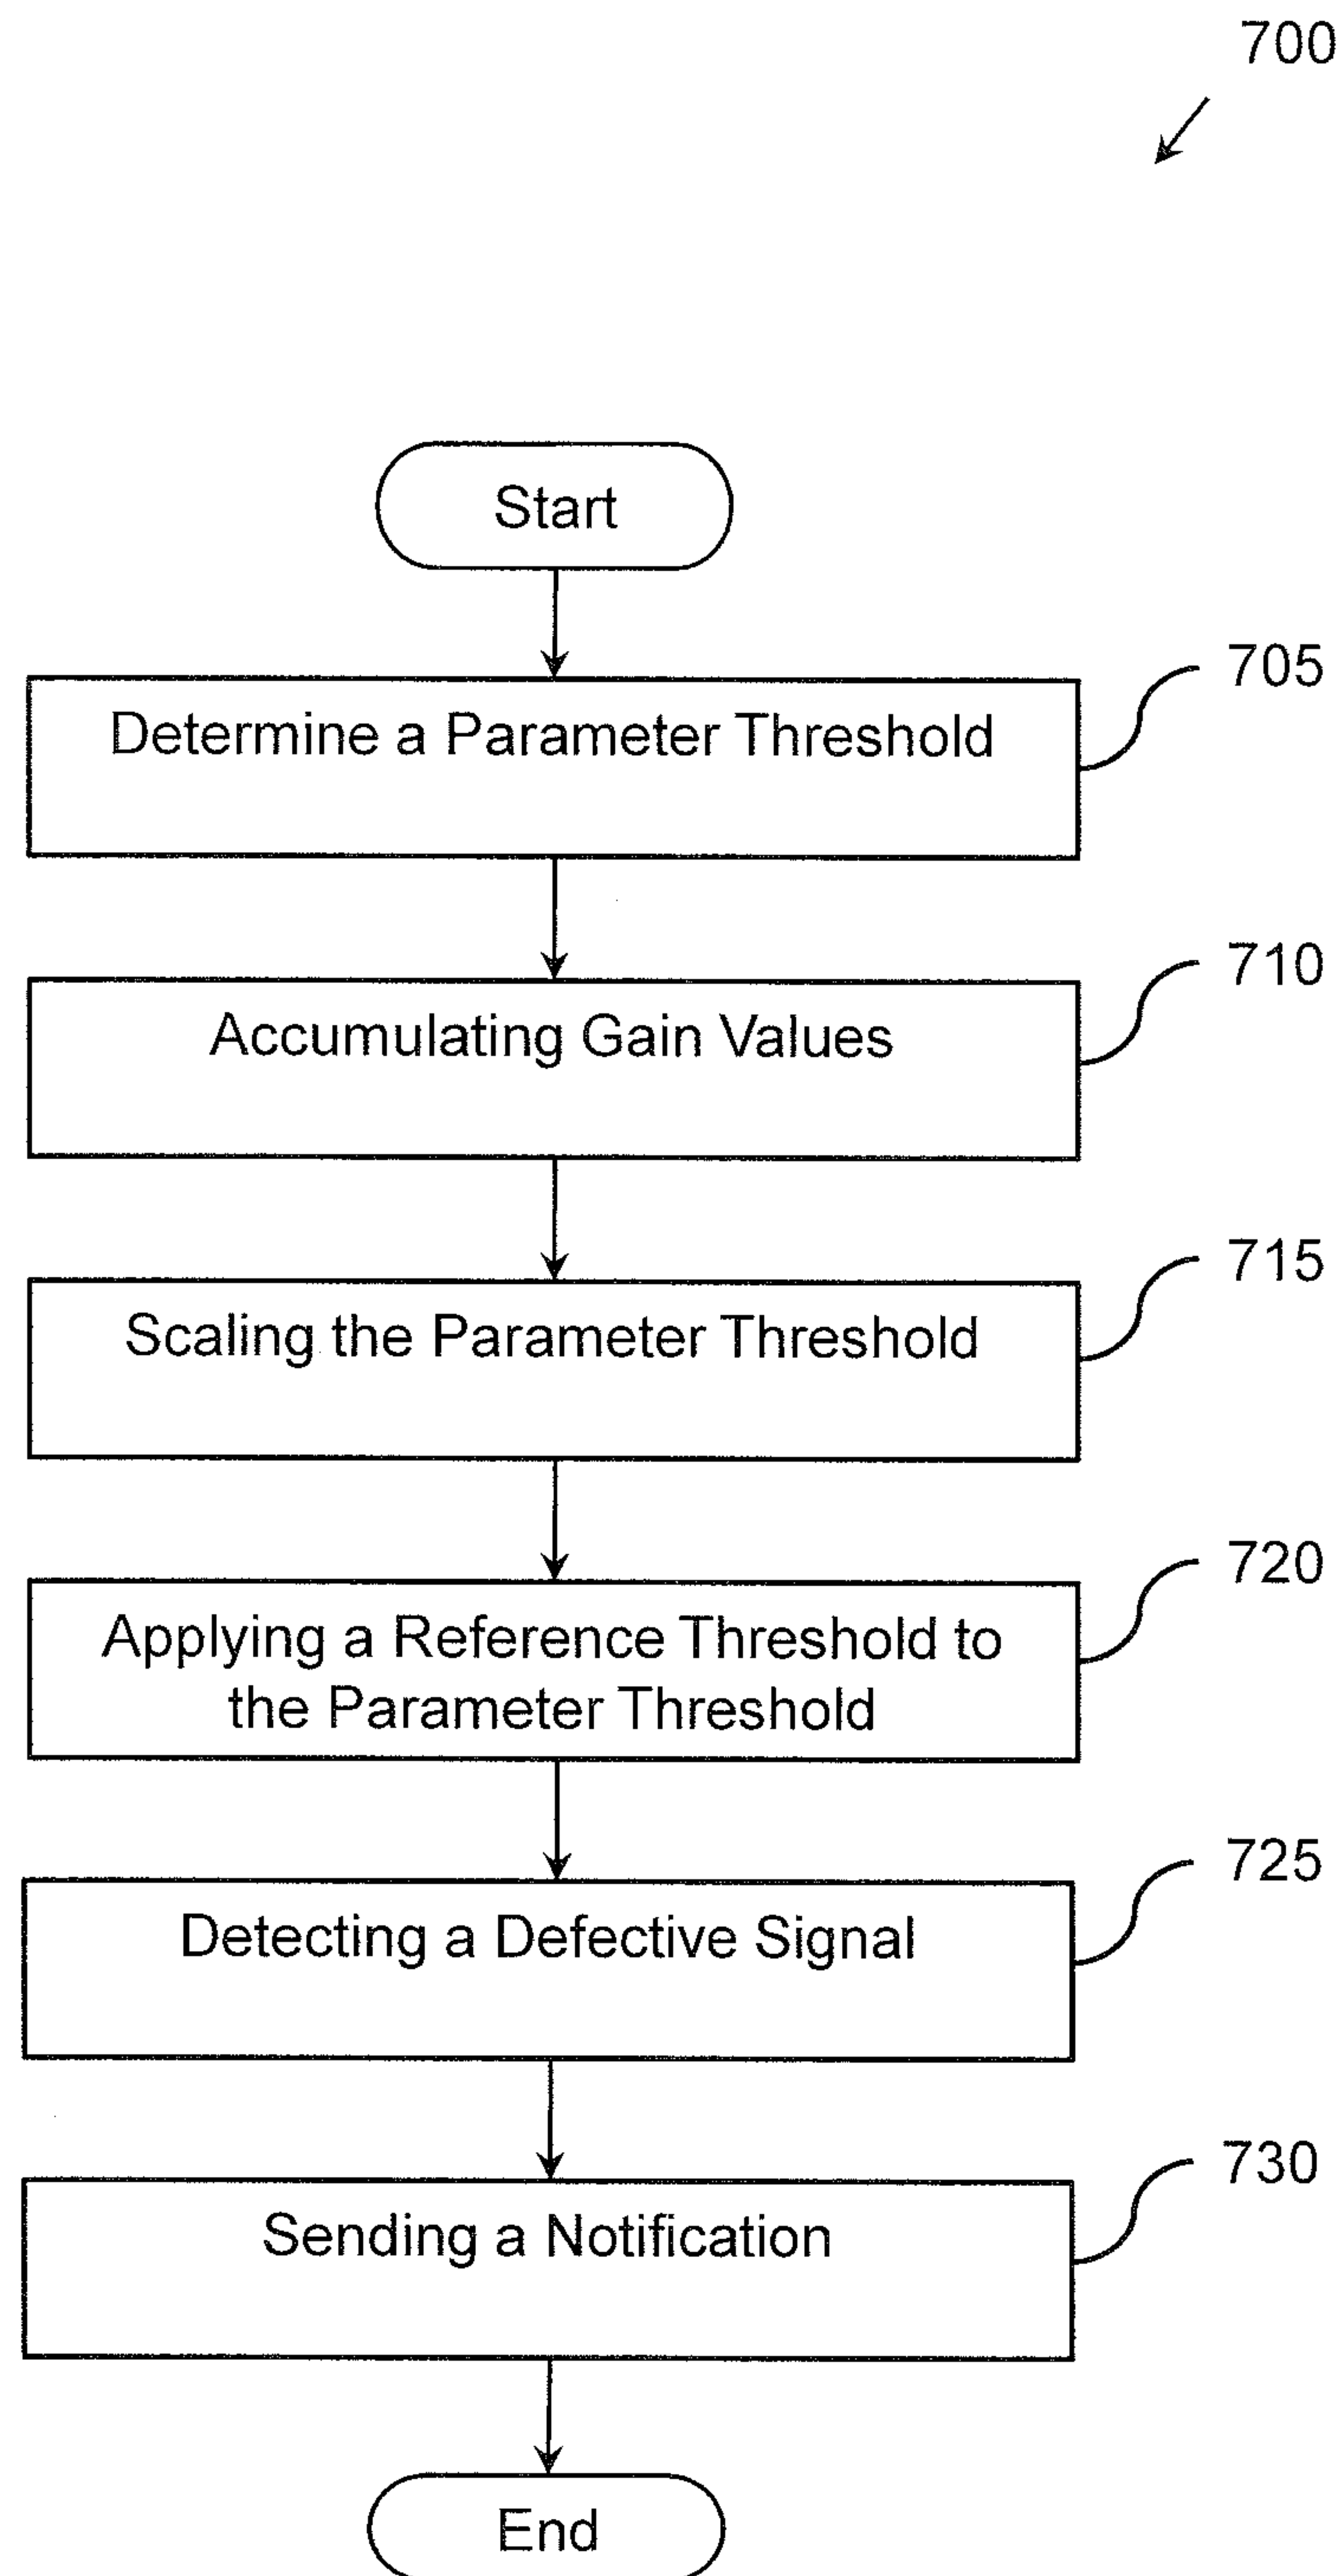 700
Start
705
Determine a Parameter Threshold
710
Accumulating Gain Values
715
Scaling the Parameter Threshold
720
Applying a Reference Threshold to
the Parameter Threshold
725
Detecting a Defective Signal
730
Sending a Notification
End